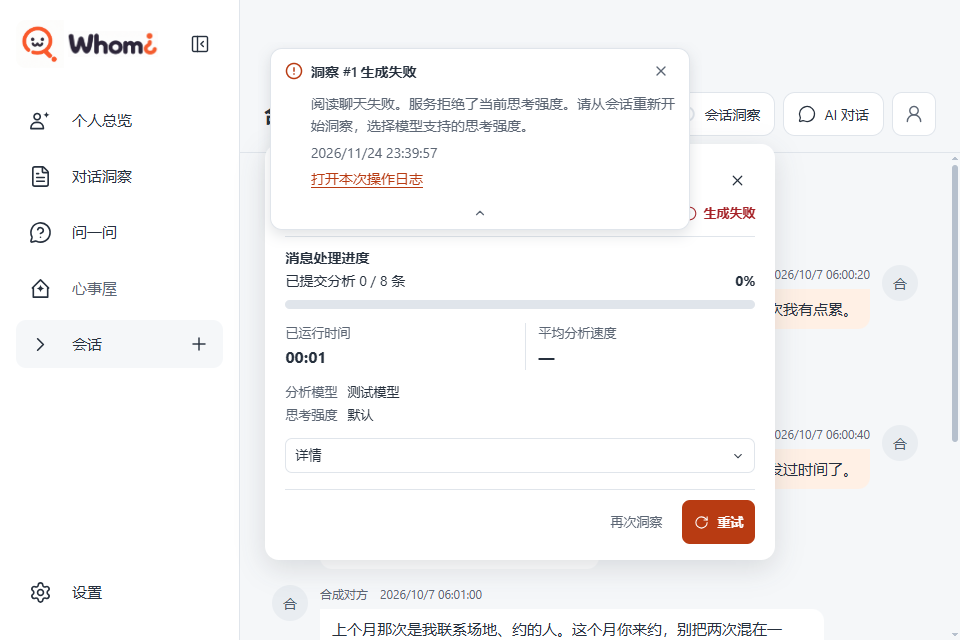 Whomi
个人总览
对话洞察
问一问
心事屋
会话
设置
洞察 #1 生成失败
阅读聊天失败。服务拒绝了当前思考强度。请从会话重新开
始洞察，选择模型支持的思考强度。
2026/11/24 23:39:57
打开本次操作日志
会话洞察
AI 对话
生成失败
消息处理进度
已提交分析 0 / 8 条
0%
已运行时间
00:01
平均分析速度
—
分析模型 测试模型
思考强度 默认
详情
再次洞察
重试
026/10/7 06:00:20
合
次我有点累。
026/10/7 06:00:40
合
发过时间了。
合
合成对方 2026/10/7 06:01:00
上个月那次是我联系场地、约的人。这个月你来约，别把两次混在一